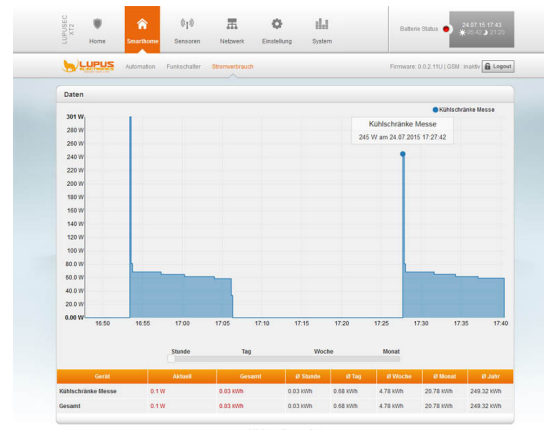 LUPUSEC
XT2
Home
Smarthome
Sensoren
Netzwerk
Einstellung
System
Batterie Status
24.07.15 17:43
05:42 21:20
LUPUS
Automation
Funkschalter
Stromverbrauch
Firmware: 0.0.2.11U | GSM : Inaktiv
Logout
Daten
Kühlschränke Messe
Kühlschränke Messe
245 W am 24.07.2015 17:27:42
301 W
280 W
260 W
240 W
220 W
200 W
180 W
160 W
140 W
120 W
100 W
80.0 W
60.0 W
40.0 W
20.0 W
0.00 W
16:50 16:55 17:00 17:05 17:10 17:15 17:20 17:25 17:30 17:35 17:40
Stunde Tag Woche Monat
Gerät Aktuell Gesamt Ø Stunde Ø Tag Ø Woche Ø Monat Ø Jahr
Kühlschränke Messe 0.1 W 0.03 kWh 0.03 kWh 0.68 kWh 4.78 kWh 20.78 kWh 249.32 kWh
Gesamt 0.1 W 0.03 kWh 0.03 kWh 0.68 kWh 4.78 kWh 20.78 kWh 249.32 kWh